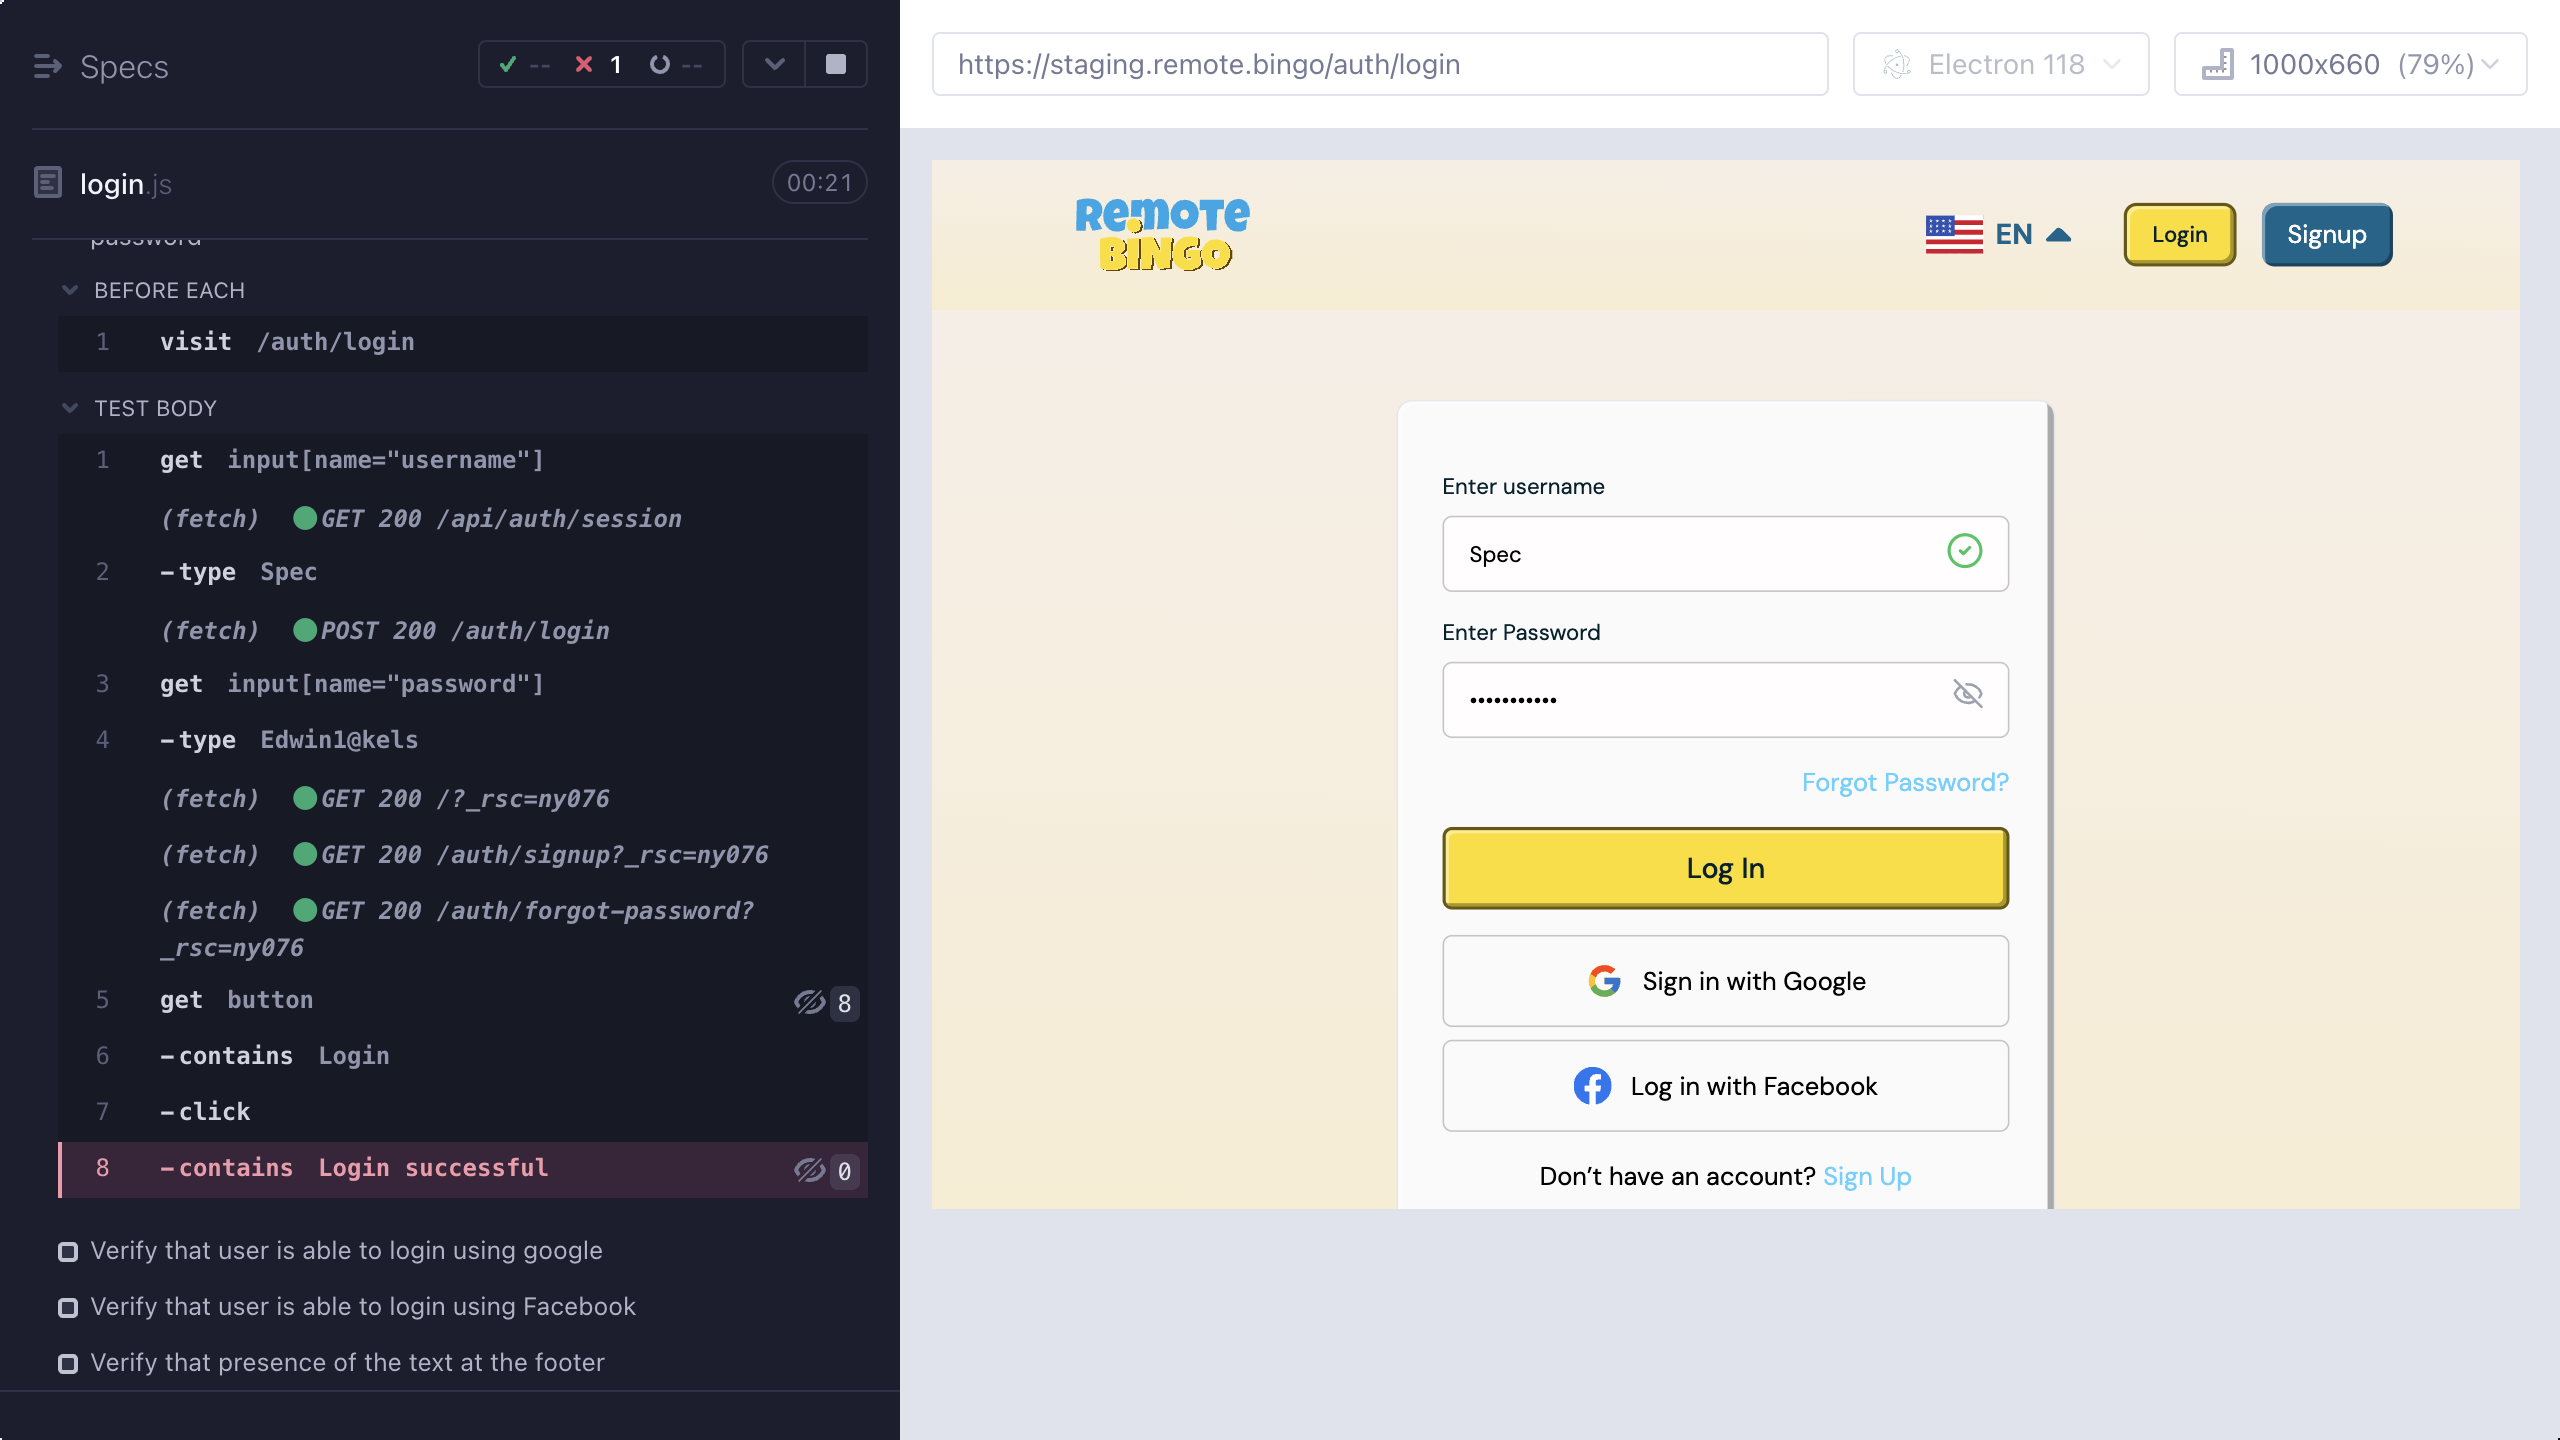 Specs
-- 1 --
login.js
00:21
password
BEFORE EACH
1 visit /auth/login
TEST BODY
1 get input[name="username"]
(fetch) GET 200 /api/auth/session
2 -type Spec
(fetch) POST 200 /auth/login
3 get input[name="password"]
4 -type Edwin1@kels
(fetch) GET 200 /?_rsc=ny076
(fetch) GET 200 /auth/signup?_rsc=ny076
(fetch) GET 200 /auth/forgot-password?
_rsc=ny076
5 get button 8
6 -contains Login
7 -click
8 -contains Login successful 0
Verify that user is able to login using google
Verify that user is able to login using Facebook
Verify that presence of the text at the footer
https://staging.remote.bingo/auth/login
Electron 118
1000x660 (79%)
Remote
BINGO
EN
Login
Signup
Enter username
Spec
Enter Password
•••••••••••
Forgot Password?
Log In
Sign in with Google
Log in with Facebook
Don’t have an account? Sign Up